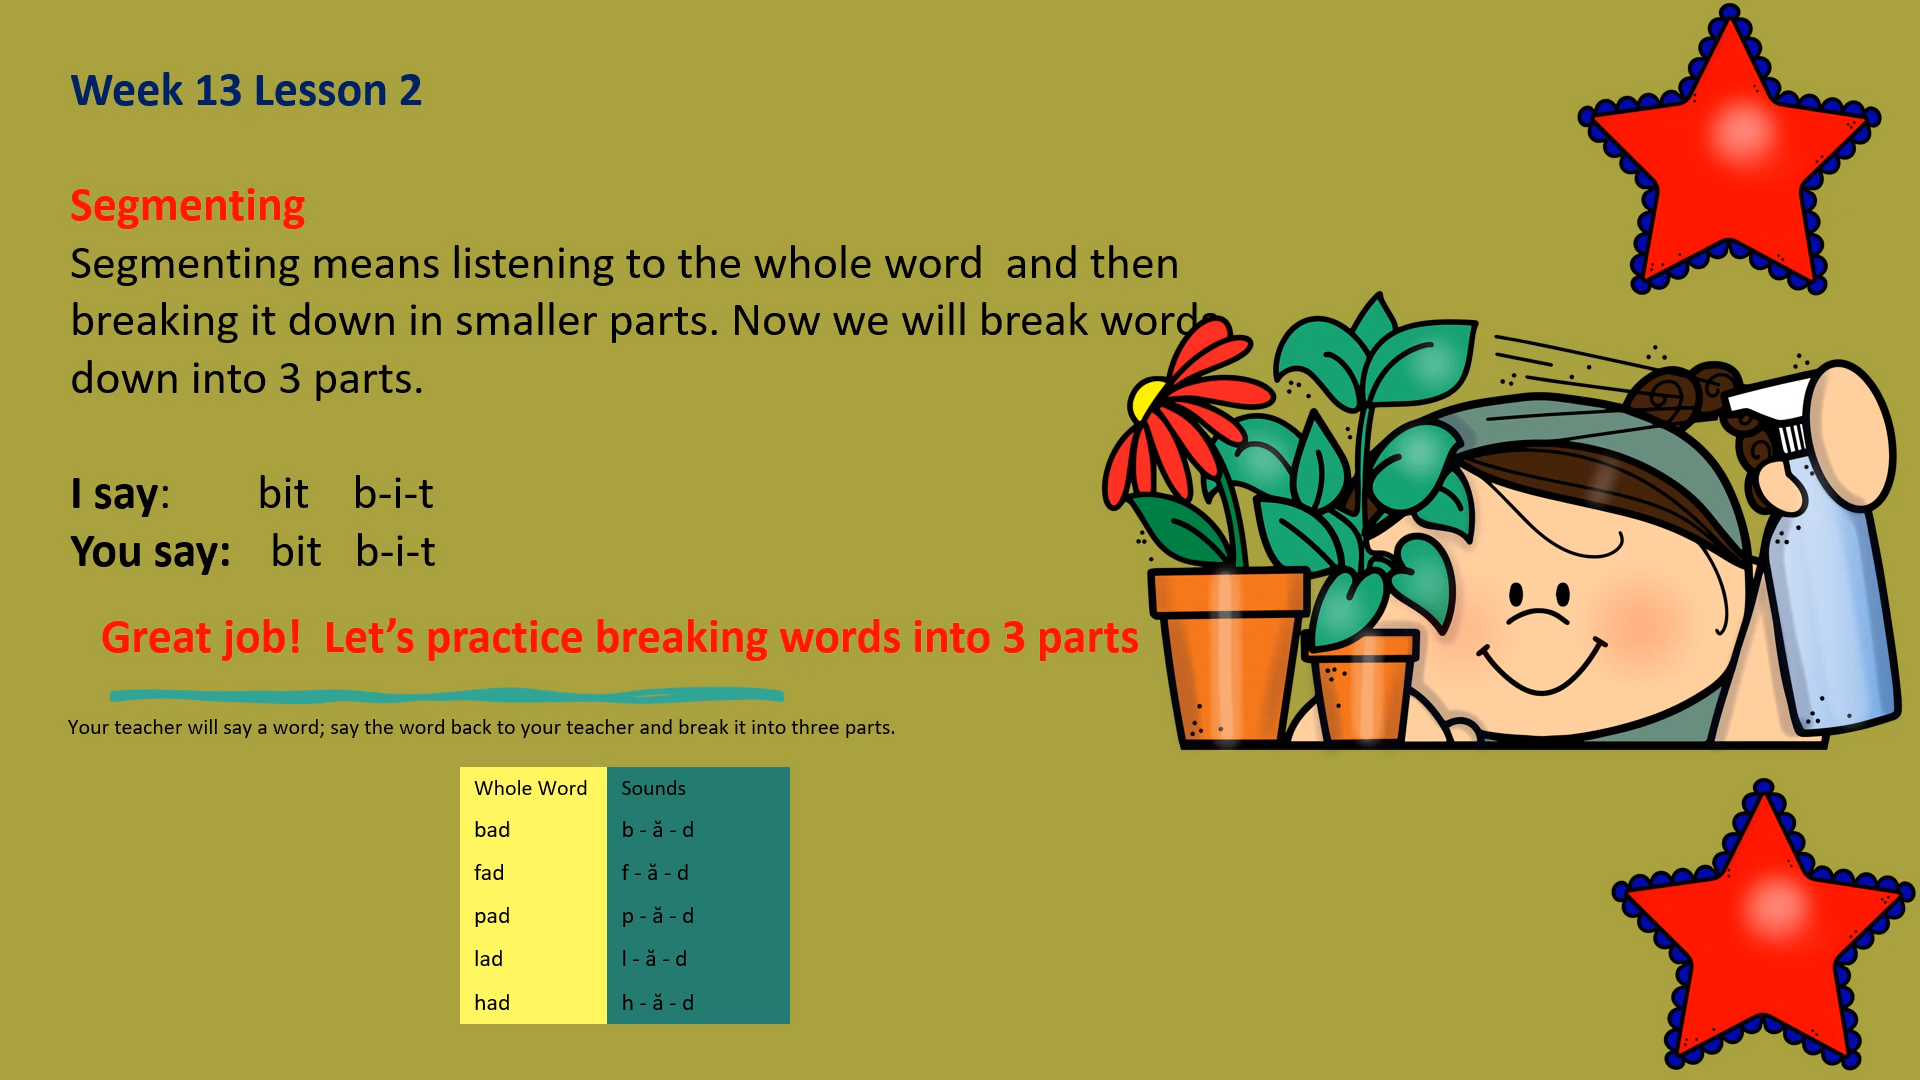 Week 13 Lesson 2
Segmenting
Segmenting means listening to the whole word  and then
breaking it down in smaller parts. Now we will break words
down into 3 parts.
I say: bit b-i-t
You say: bit b-i-t
Great job!  Let’s practice breaking words into 3 parts
Your teacher will say a word; say the word back to your teacher and break it into three parts.
Whole Word Sounds
bad b - ă - d
fad f - ă - d
pad p - ă - d
lad l - ă - d
had h - ă - d